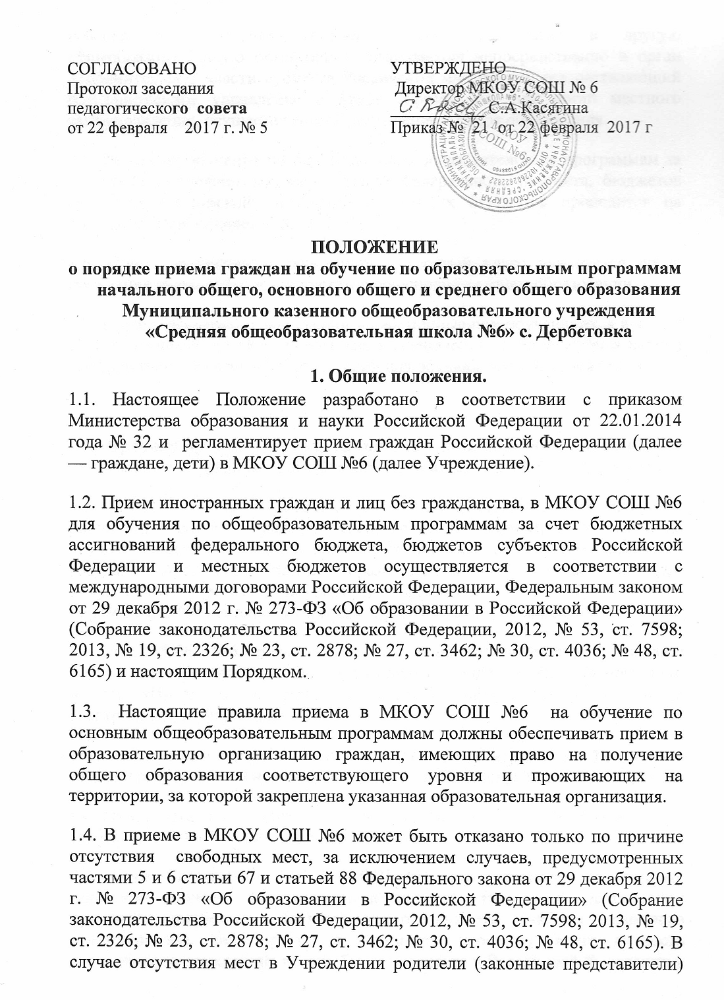 СОГЛАСОВАНО
Протокол заседания
педагогического совета
от 22 февраля 2017 г. № 5
УТВЕРЖДЕНО
Директор МКОУ СОШ № 6
С.А.Касягина
Приказ № 21 от 22 февраля 2017 г
МКОУ
СОШ №6
ПОЛОЖЕНИЕ
о порядке приема граждан на обучение по образовательным программам
начального общего, основного общего и среднего общего образования
Муниципального казенного общеобразовательного учреждения
«Средняя общеобразовательная школа №6» с. Дербетовка
1. Общие положения.
1.1. Настоящее Положение разработано в соответствии с приказом
Министерства образования и науки Российской Федерации от 22.01.2014
года № 32 и регламентирует прием граждан Российской Федерации (далее
— граждане, дети) в МКОУ СОШ №6 (далее Учреждение).
1.2. Прием иностранных граждан и лиц без гражданства, в МКОУ СОШ №6
для обучения по общеобразовательным программам за счет бюджетных
ассигнований федерального бюджета, бюджетов субъектов Российской
Федерации и местных бюджетов осуществляется в соответствии с
международными договорами Российской Федерации, Федеральным законом
от 29 декабря 2012 г. № 273-ФЗ «Об образовании в Российской Федерации»
(Собрание законодательства Российской Федерации, 2012, № 53, ст. 7598;
2013, № 19, ст. 2326; № 23, ст. 2878; № 27, ст. 3462; № 30, ст. 4036; № 48, ст.
6165) и настоящим Порядком.
1.3. Настоящие правила приема в МКОУ СОШ №6 на обучение по
основным общеобразовательным программам должны обеспечивать прием в
образовательную организацию граждан, имеющих право на получение
общего образования соответствующего уровня и проживающих на
территории, за которой закреплена указанная образовательная организация.
1.4. В приеме в МКОУ СОШ №6 может быть отказано только по причине
отсутствия свободных мест, за исключением случаев, предусмотренных
частями 5 и 6 статьи 67 и статьей 88 Федерального закона от 29 декабря 2012
г. № 273-ФЗ «Об образовании в Российской Федерации» (Собрание
законодательства Российской Федерации, 2012, № 53, ст. 7598; 2013, № 19,
ст. 2326; № 23, ст. 2878; № 27, ст. 3462; № 30, ст. 4036; № 48, ст. 6165). В
случае отсутствия мест в Учреждении родители (законные представители)